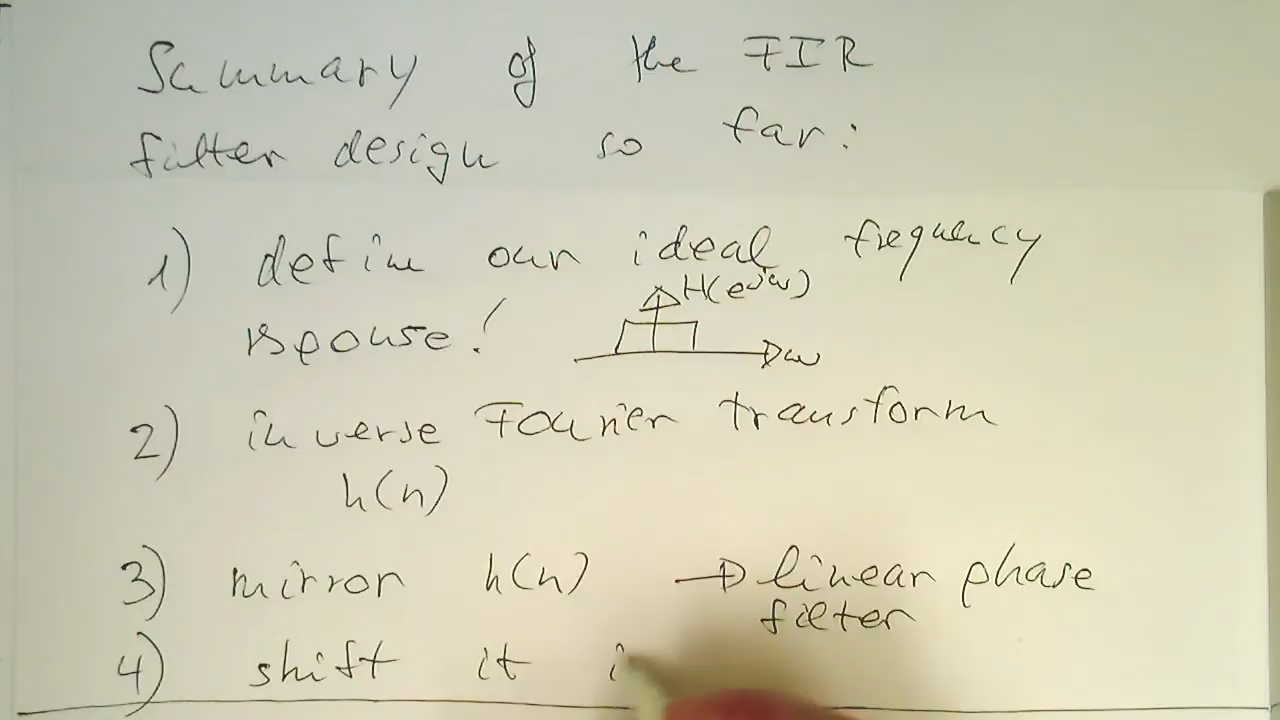 Summary of the FIR
filter design so far:
1) define our ideal frequency
response!
H(e^jω)
ω
2) inverse Fourier transform
h(n)
3) mirror h(n) → linear phase
filter
4) shift it i